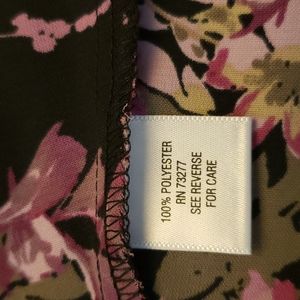 100% POLYESTER
RN 73277
SEE REVERSE
FOR CARE